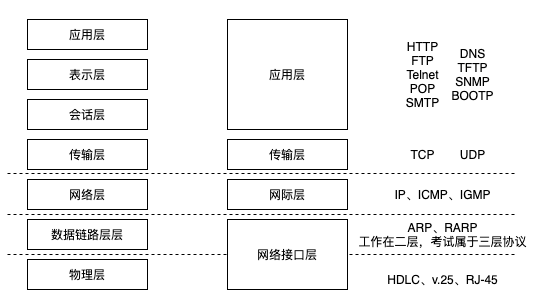 应用层
表示层
会话层
传输层
网络层
数据链路层层
物理层
应用层
传输层
网际层
网络接口层
HTTP
FTP
Telnet
POP
SMTP
DNS
TFTP
SNMP
BOOTP
TCP
UDP
IP、ICMP、IGMP
ARP、RARP
工作在二层，考试属于三层协议
HDLC、v.25、RJ-45